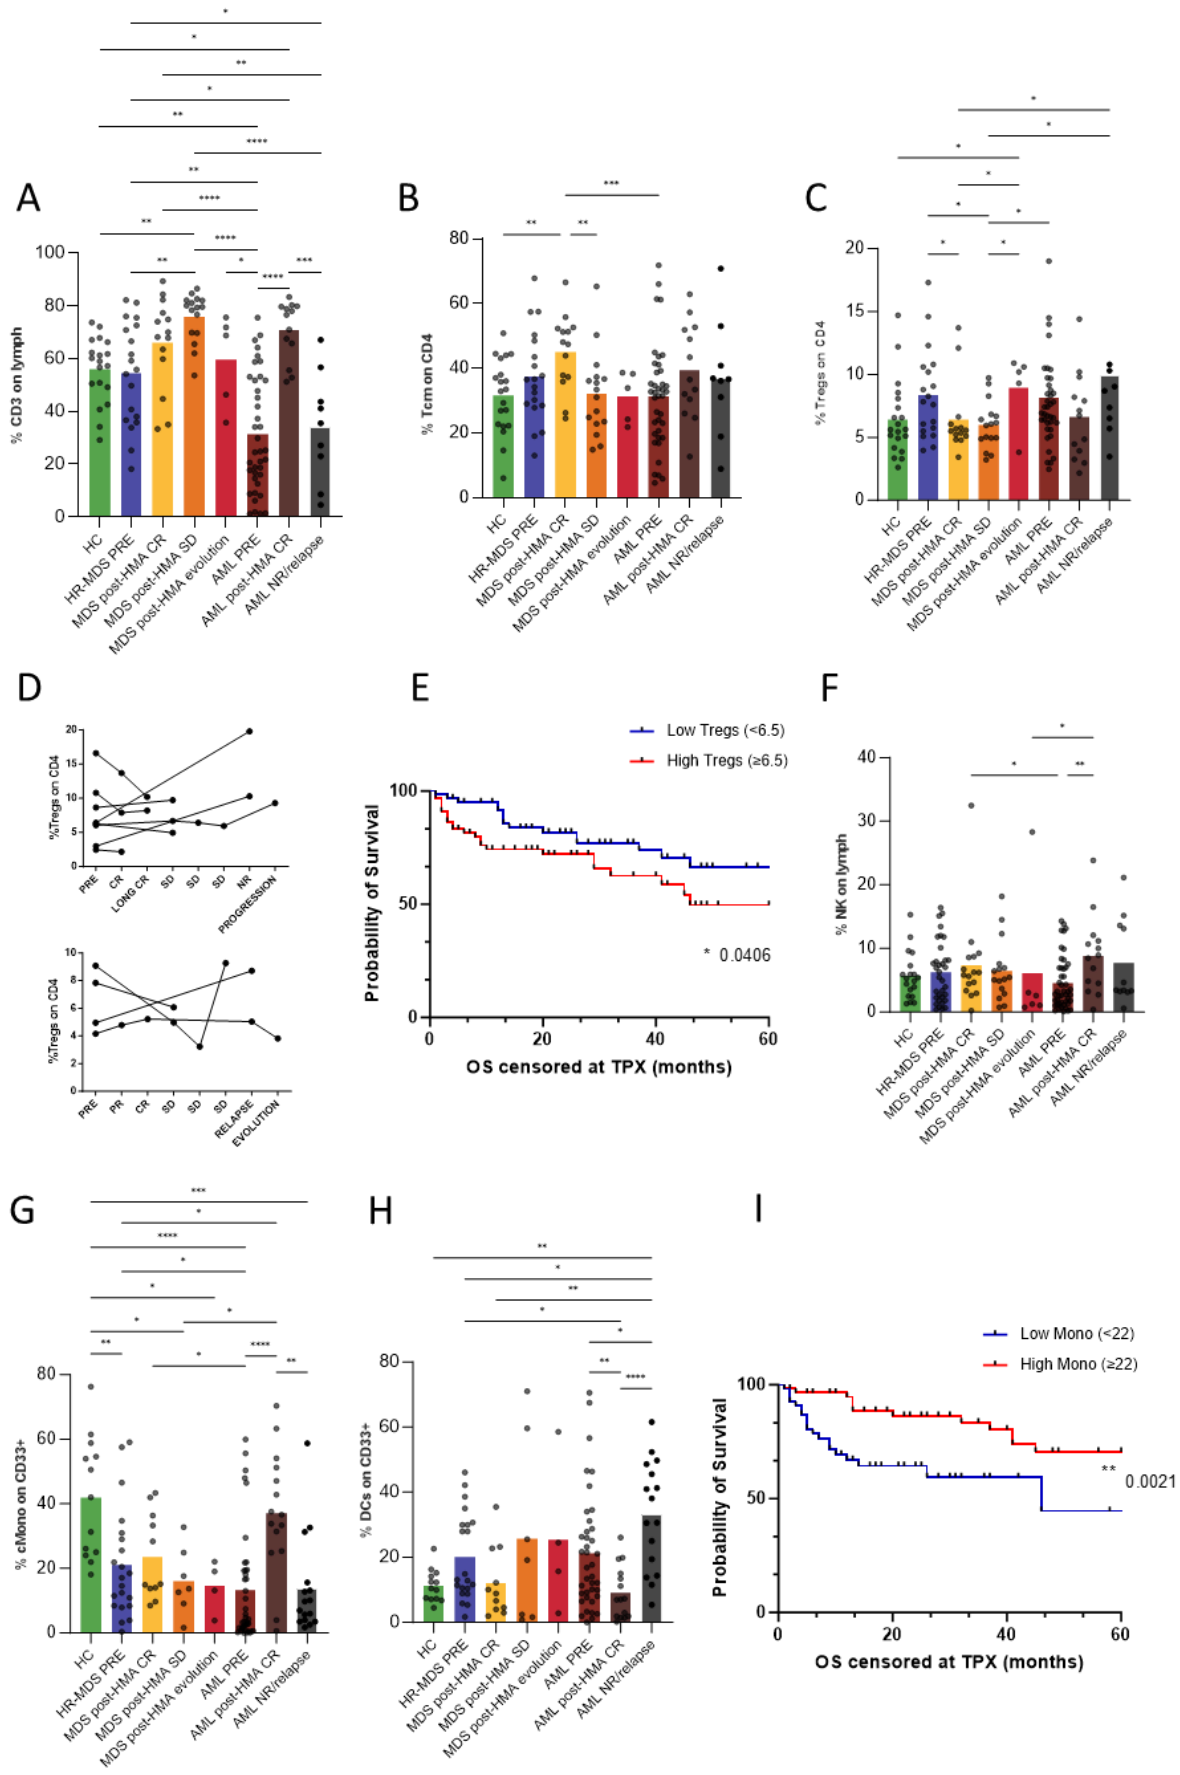 A
*
*
**
*
**
****
**
****
**
****
**
*
****
***
% CD3 on lymph
100
80
60
40
20
0
HC
HR-MDS PRE
MDS post-HMA CR
MDS post-HMA SD
MDS post-HMA evolution
AML PRE
AML post-HMA CR
AML NR/relapse
B
***
**
**
% Tcm on CD4
80
60
40
20
0
HC
HR-MDS PRE
MDS post-HMA CR
MDS post-HMA SD
MDS post-HMA evolution
AML PRE
AML post-HMA CR
AML NR/relapse
C
*
*
*
*
*
*
*
*
% Tregs on CD4
20
15
10
5
0
HC
HR-MDS PRE
MDS post-HMA CR
MDS post-HMA SD
MDS post-HMA evolution
AML PRE
AML post-HMA CR
AML NR/relapse
D
%Tregs on CD4
20
15
10
5
0
PRE
CR
LONG CR
SD
SD
SD
NR
PROGRESSION
%Tregs on CD4
10
8
6
4
2
0
PRE
PR
CR
SD
SD
SD
RELAPSE
EVOLUTION
E
Low Tregs (<6.5)
High Tregs (≥6.5)
Probability of Survival
100
50
0
* 0.0406
0 20 40 60
OS censored at TPX (months)
F
*
*
**
% NK on lymph
40
30
20
10
0
HC
HR-MDS PRE
MDS post-HMA CR
MDS post-HMA SD
MDS post-HMA evolution
AML PRE
AML post-HMA CR
AML NR/relapse
G
***
*
****
*
*
*
*
**
****
*
**
% cMono on CD33+
80
60
40
20
0
HC
HR-MDS PRE
MDS post-HMA CR
MDS post-HMA SD
MDS post-HMA evolution
AML PRE
AML post-HMA CR
AML NR/relapse
H
**
*
**
*
*
**
****
% DCs on CD33+
80
60
40
20
0
HC
HR-MDS PRE
MDS post-HMA CR
MDS post-HMA SD
MDS post-HMA evolution
AML PRE
AML post-HMA CR
AML NR/relapse
I
Low Mono (<22)
High Mono (≥22)
Probability of Survival
100
50
0
** 0.0021
0 20 40 60
OS censored at TPX (months)